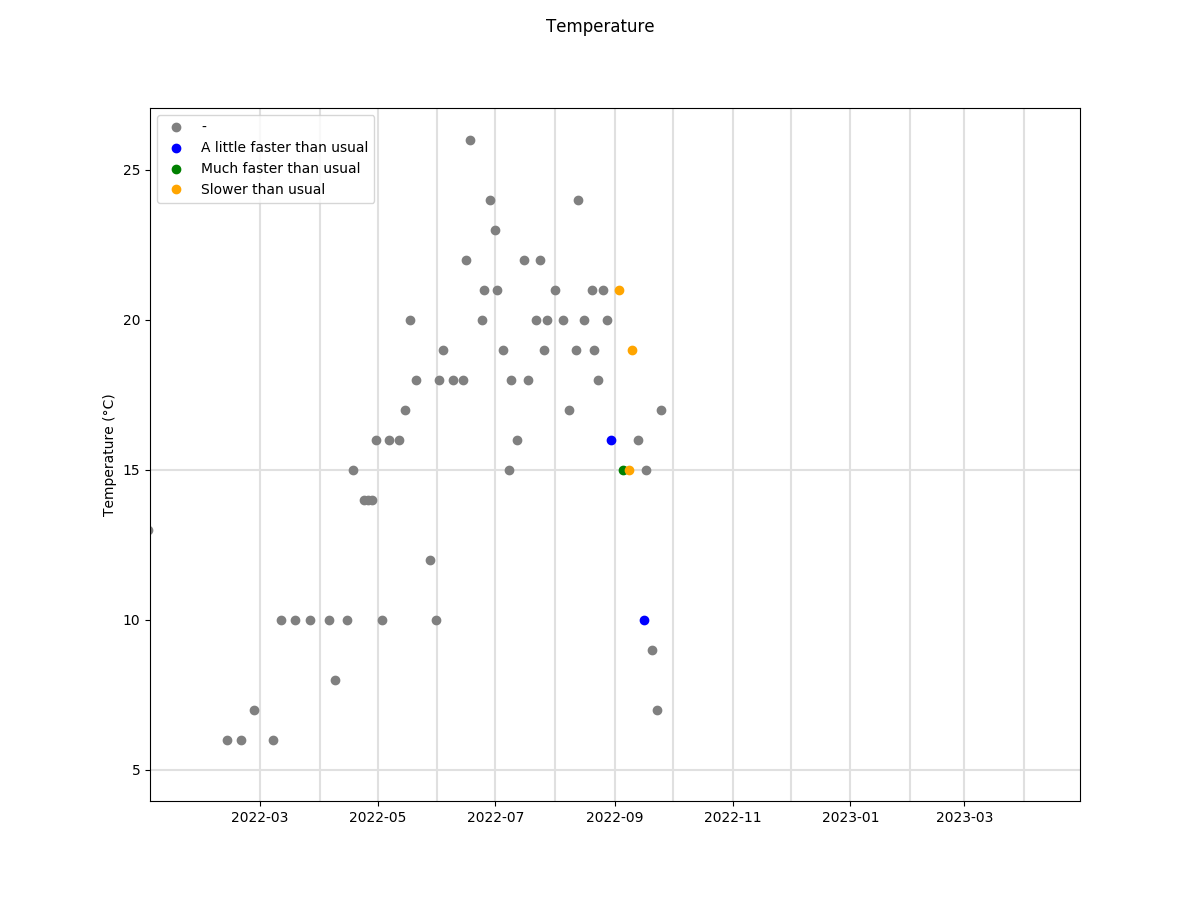 Temperature
-
A little faster than usual
Much faster than usual
Slower than usual
Temperature (°C)
25
20
15
10
5
2022-03
2022-05
2022-07
2022-09
2022-11
2023-01
2023-03